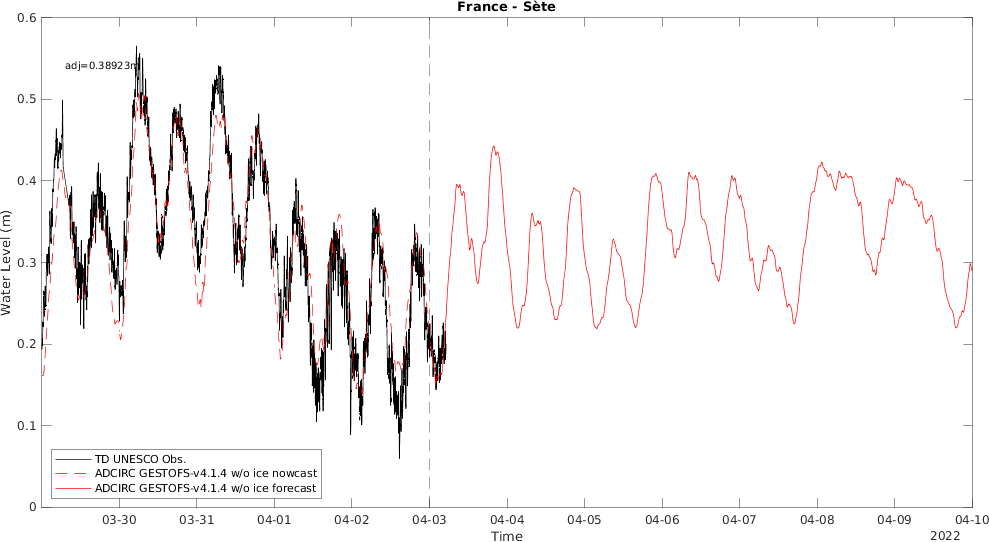 France - Sète
0.6
0.5
0.4
0.3
0.2
0.1
0
Water Level (m)
adj=0.38923m
TD UNESCO Obs.
ADCIRC GESTOFS-v4.1.4 w/o ice nowcast
ADCIRC GESTOFS-v4.1.4 w/o ice forecast
03-30 03-31 04-01 04-02 04-03 04-04 04-05 04-06 04-07 04-08 04-09 04-10
Time
2022